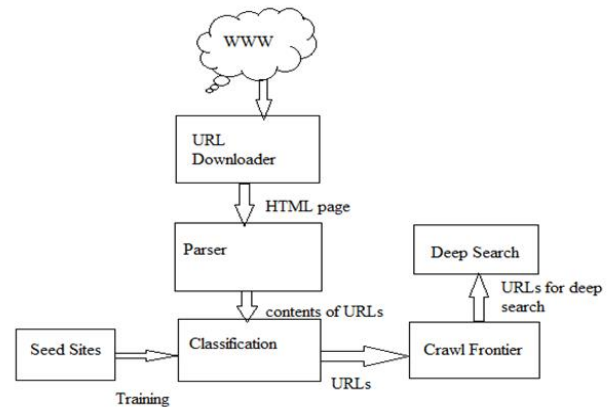 WWW
URL
Downloader
HTML page
Parser
Deep Search
URLs for deep
search
contents of URLs
Seed Sites
Classification
Crawl Frontier
Training
URLs